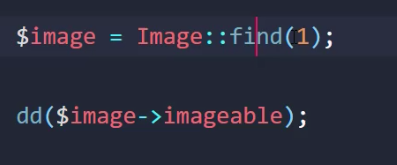 $image = Image::find(1);
dd($image->imageable);